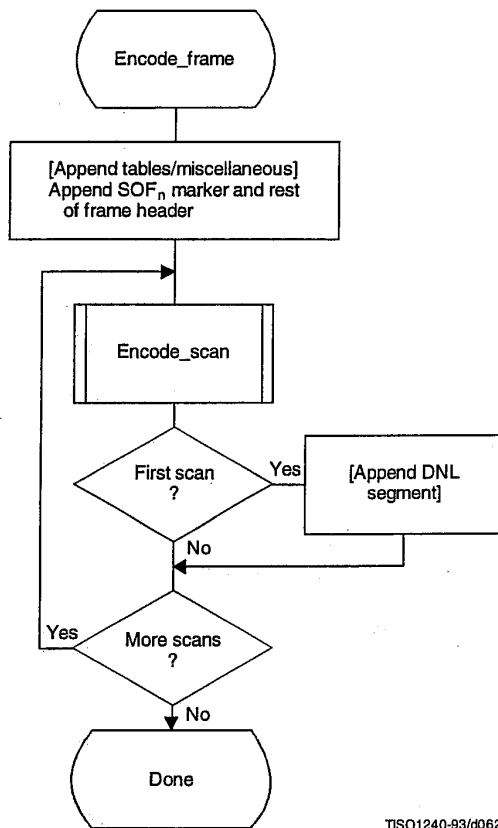 Encode_frame
[Append tables/miscellaneous]
Append SOFn marker and rest
of frame header
Encode_scan
First scan
?
Yes
[Append DNL
segment]
No
Yes
More scans
?
No
Done
TISO1240-93/d062